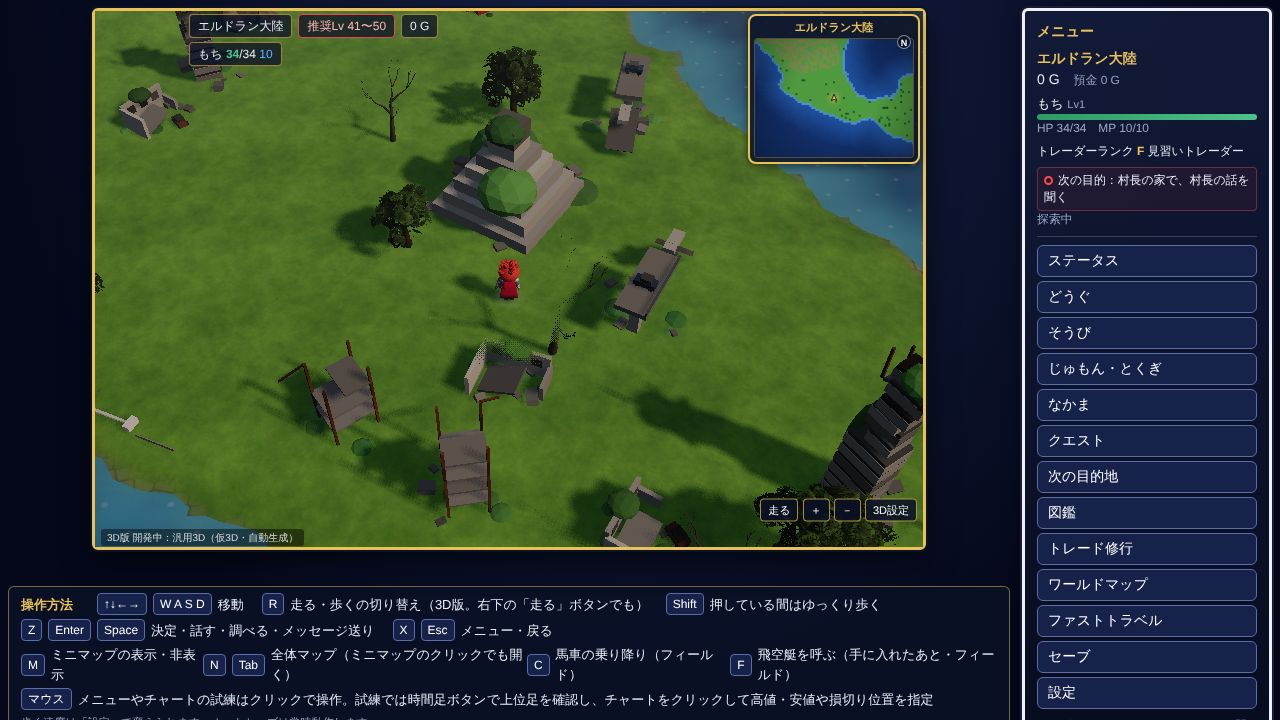 エルドラン大陸 推奨Lv 41〜50 0 G
もち 34/34 10
エルドラン大陸
N
走る + − 3D設定
3D版 開発中：汎用3D（仮3D・自動生成）
メニュー
エルドラン大陸
0 G 預金 0 G
もち Lv1
HP 34/34 MP 10/10
トレーダーランク F 見習いトレーダー
次の目的：村長の家で、村長の話を
聞く
探索中
ステータス
どうぐ
そうび
じゅもん・とくぎ
なかま
クエスト
次の目的地
図鑑
トレード修行
ワールドマップ
ファストトラベル
セーブ
設定
操作方法 ↑↓←→ W A S D 移動 R 走る・歩くの切り替え（3D版。右下の「走る」ボタンでも） Shift 押している間はゆっくり歩く
Z Enter Space 決定・話す・調べる・メッセージ送り X Esc メニュー・戻る
M ミニマップの表示・非表示 N Tab 全体マップ（ミニマップのクリックでも開く） C 馬車の乗り降り（フィールド） F 飛空艇を呼ぶ（手に入れたあと・フィールド）
マウス メニューやチャートの試練はクリックで操作。試練では時間足ボタンで上位足を確認し、チャートをクリックして高値・安値や損切り位置を指定